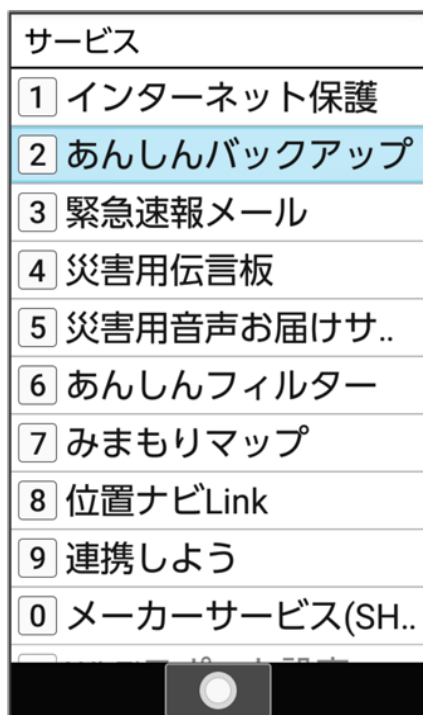 サービス
1 インターネット保護
2 あんしんバックアップ
3 緊急速報メール
4 災害用伝言板
5 災害用音声お届けサ..
6 あんしんフィルター
7 みまもりマップ
8 位置ナビLink
9 連携しよう
0 メーカーサービス(SH..